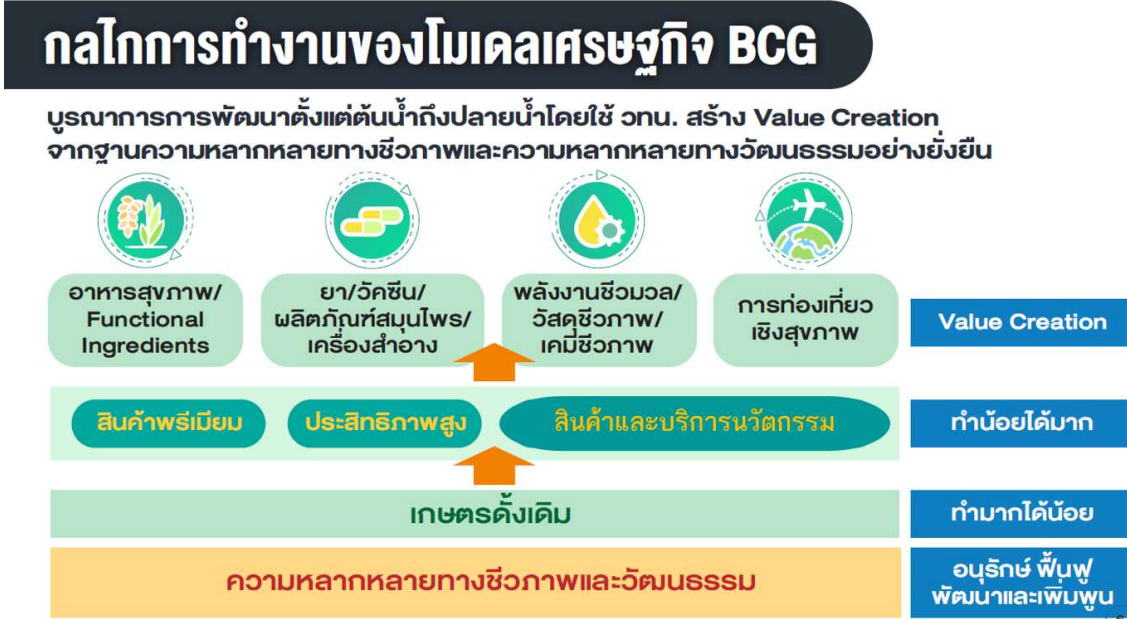 กลไกการทำงานของโมเดลเศรษฐกิจ BCG
บูรณาการการพัฒนาตั้งแต่ต้นน้ำถึงปลายน้ำโดยใช้ วทน. สร้าง Value Creation
จากฐานความหลากหลายทางชีวภาพและความหลากหลายทางวัฒนธรรมอย่างยั่งยืน
อาหารสุขภาพ/
Functional
Ingredients
ยา/วัคซีน/
ผลิตภัณฑ์สมุนไพร/
เครื่องสำอาง
พลังงานชีวมวล/
วัสดุชีวภาพ/
เคมีชีวภาพ
การท่องเที่ยว
เชิงสุขภาพ
Value Creation
สินค้าพรีเมียม
ประสิทธิภาพสูง
สินค้าและบริการนวัตกรรม
ทำน้อยได้มาก
เกษตรดั้งเดิม
ทำมากได้น้อย
ความหลากหลายทางชีวภาพและวัฒนธรรม
อนุรักษ์ ฟื้นฟู
พัฒนาและเพิ่มพูน